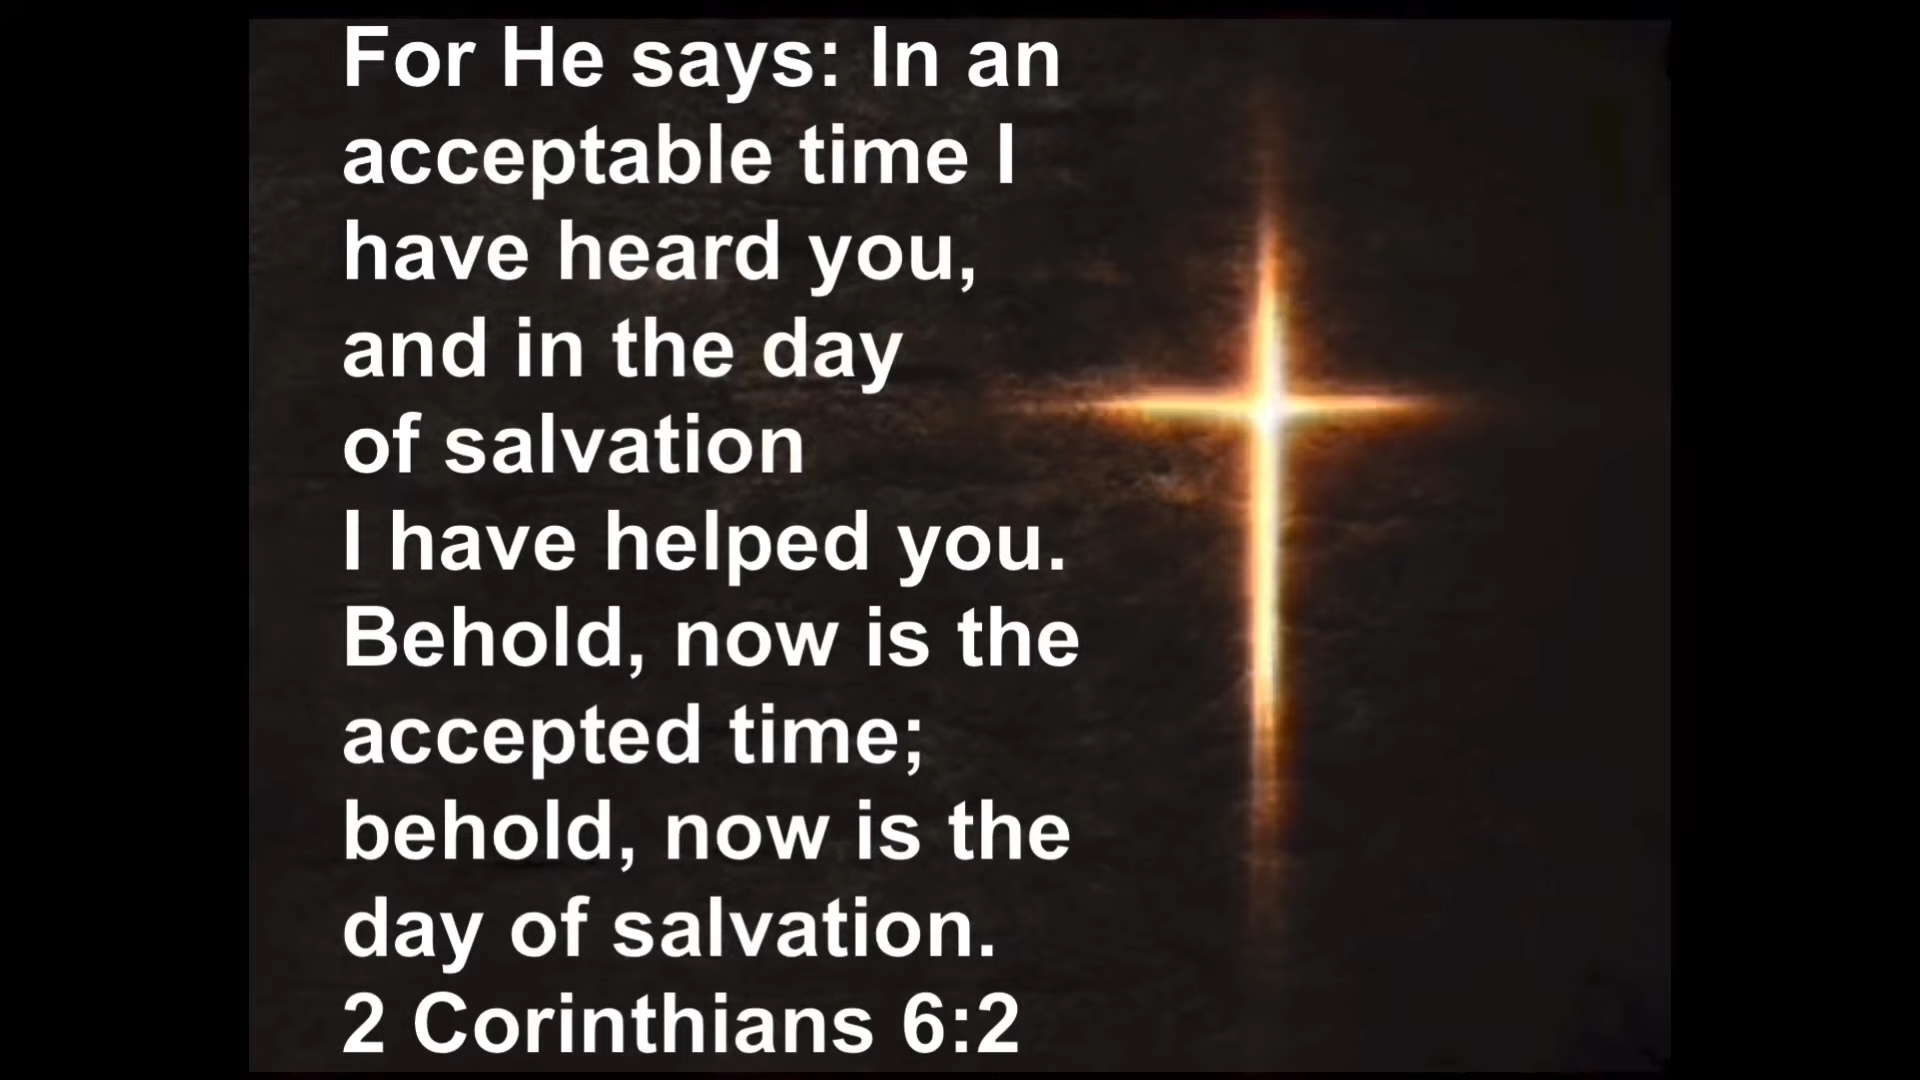 For He says: In an
acceptable time I
have heard you,
and in the day
of salvation
I have helped you.
Behold, now is the
accepted time;
behold, now is the
day of salvation.
2 Corinthians 6:2